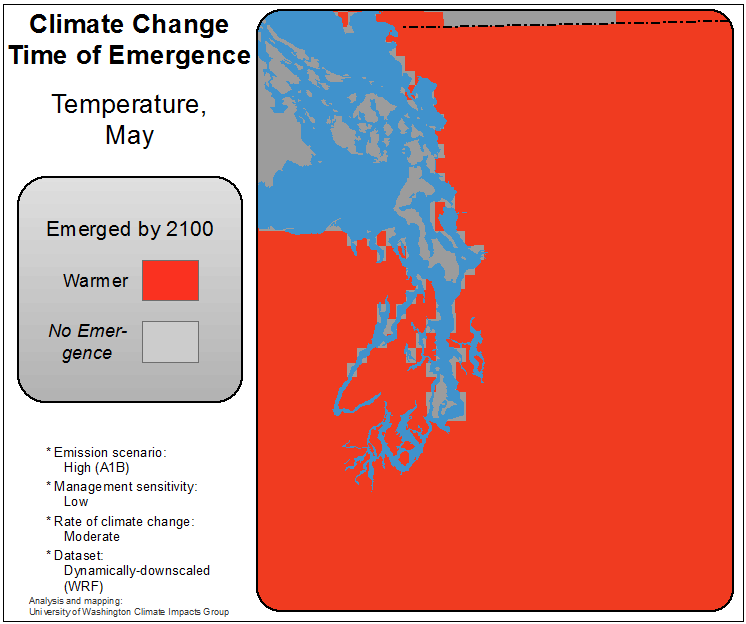 Climate Change
Time of Emergence
Temperature,
May
Emerged by 2100
Warmer
No Emer-
gence
* Emission scenario:
High (A1B)
* Management sensitivity:
Low
* Rate of climate change:
Moderate
* Dataset:
Dynamically-downscaled
(WRF)
Analysis and mapping:
University of Washington Climate Impacts Group